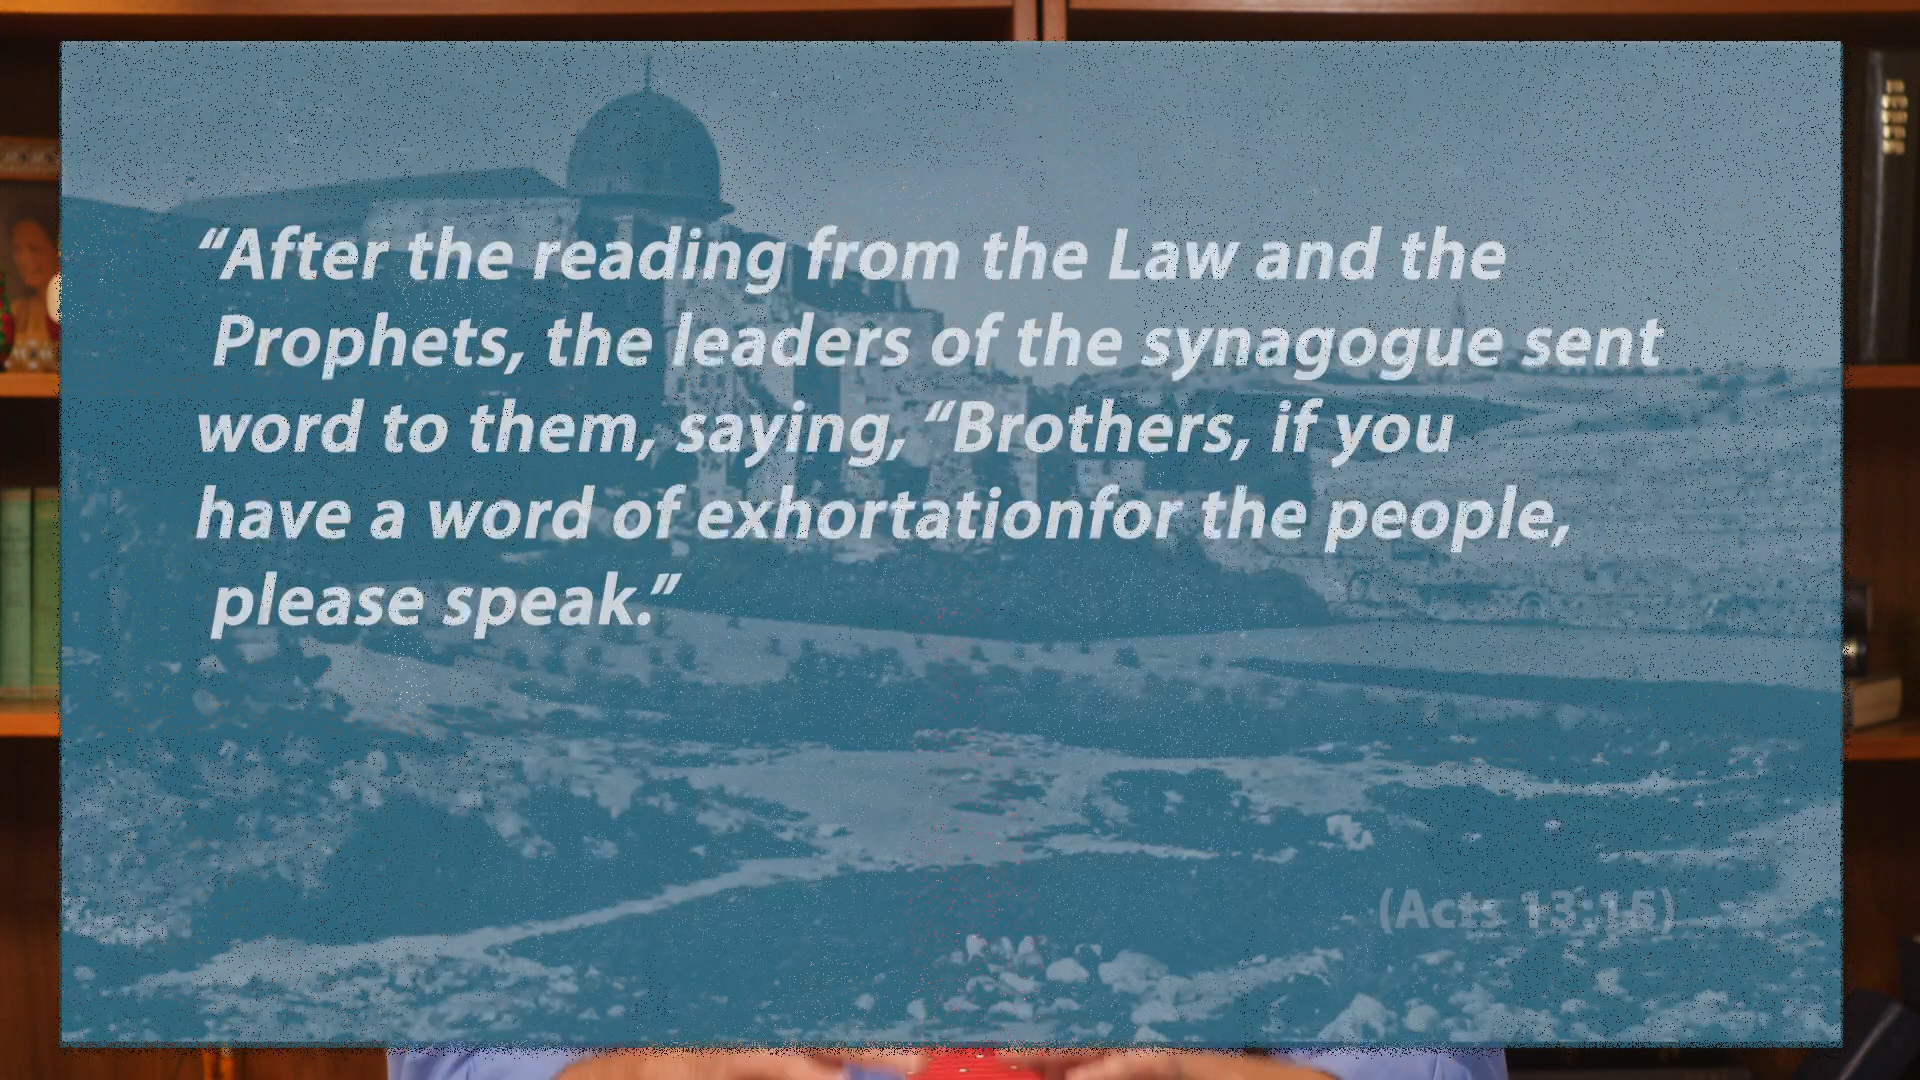 “After the reading from the Law and the
Prophets, the leaders of the synagogue sent
word to them, saying, “Brothers, if you
have a word of exhortationfor the people,
please speak.”
(Acts 13:15)